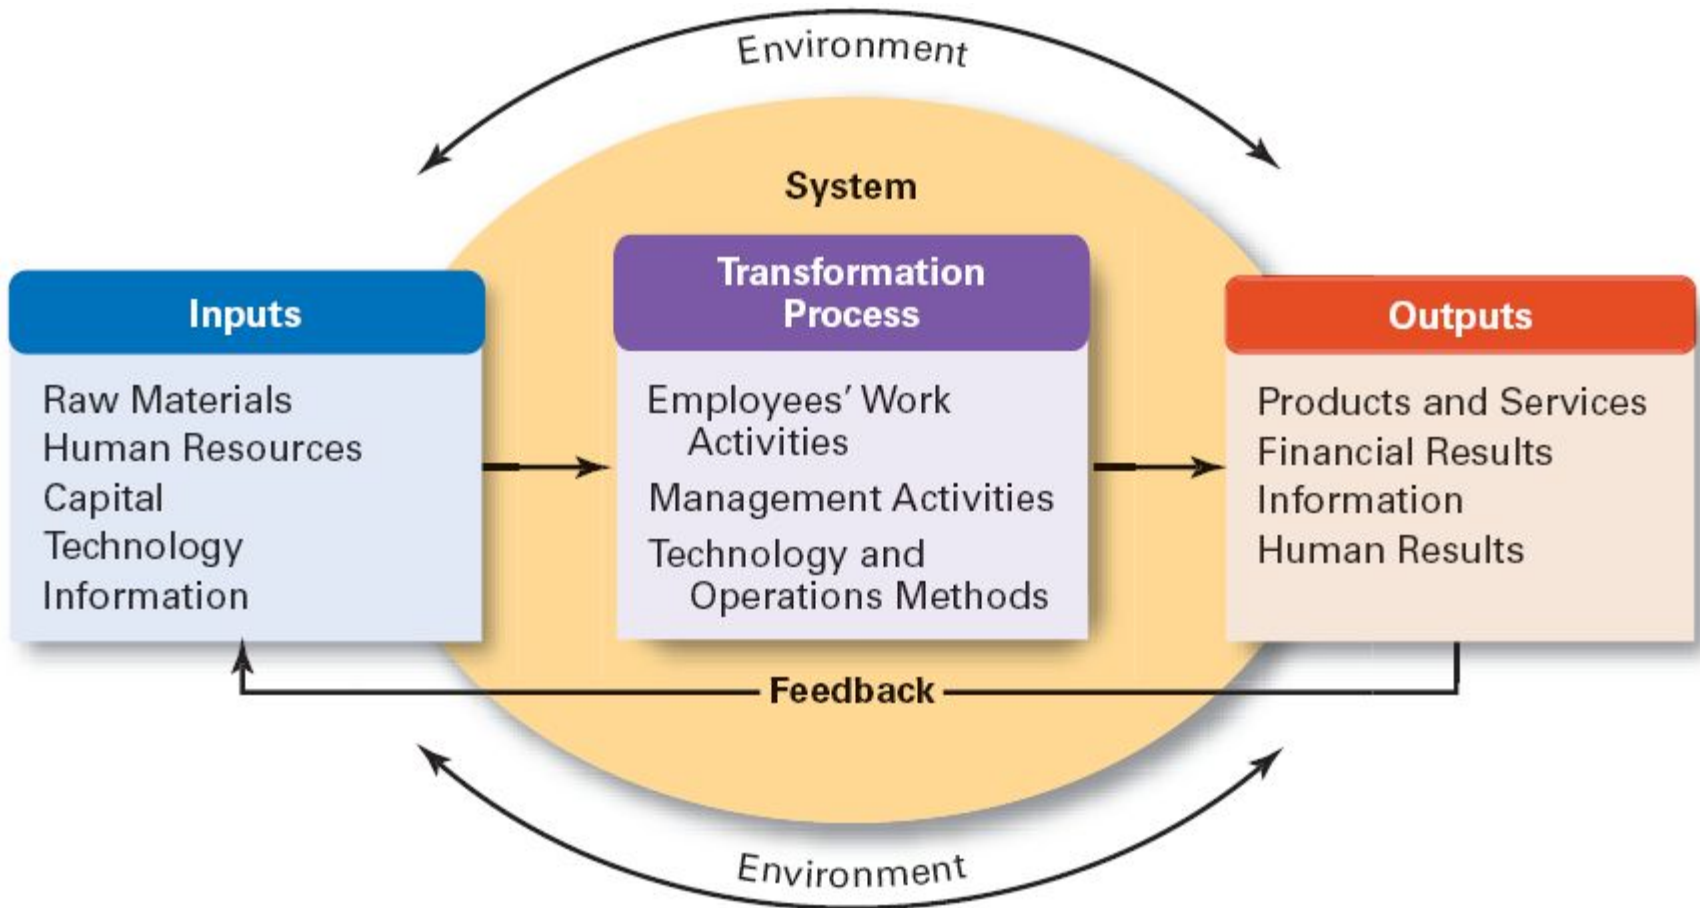 Environment
System
Inputs
Raw Materials
Human Resources
Capital
Technology
Information
Transformation
Process
Employees’ Work
Activities
Management Activities
Technology and
Operations Methods
Outputs
Products and Services
Financial Results
Information
Human Results
Feedback
Environment